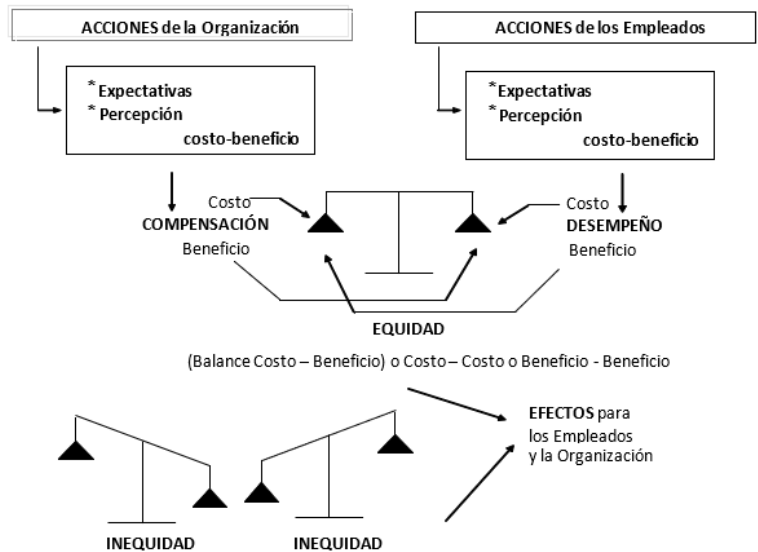 ACCIONES de la Organización
ACCIONES de los Empleados
* Expectativas
* Percepción
costo-beneficio
* Expectativas
* Percepción
costo-beneficio
Costo
COMPENSACIÓN
Beneficio
Costo
DESEMPEÑO
Beneficio
EQUIDAD
(Balance Costo – Beneficio) o Costo – Costo o Beneficio - Beneficio
EFECTOS para
los Empleados
y la Organización
INEQUIDAD
INEQUIDAD